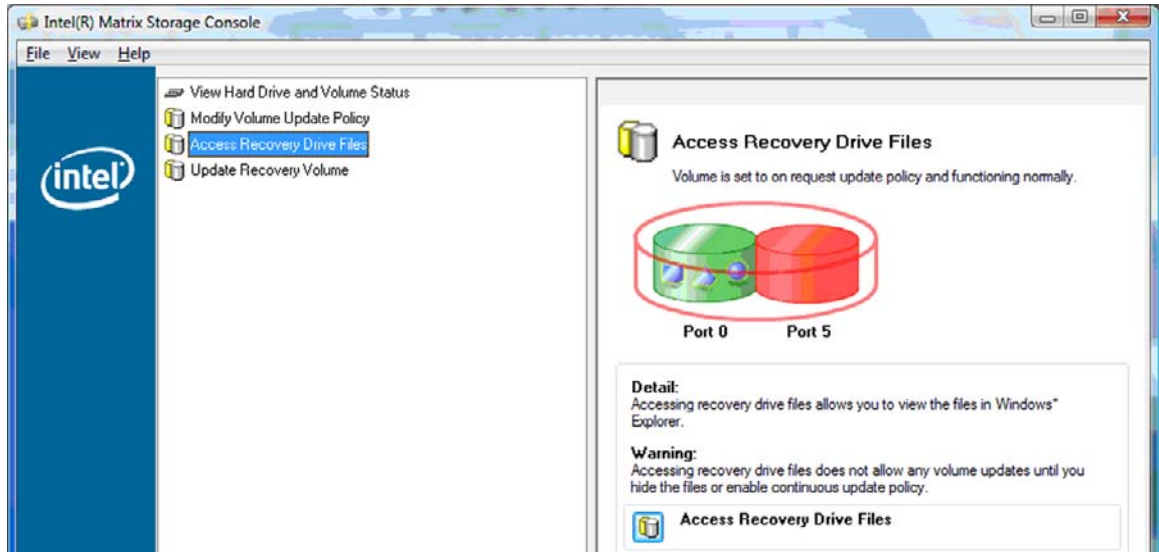 Intel(R) Matrix Storage Console
File View Help
View Hard Drive and Volume Status
Modify Volume Update Policy
Access Recovery Drive Files
Update Recovery Volume
intel
Access Recovery Drive Files
Volume is set to on request update policy and functioning normally.
Port 0 Port 5
Detail:
Accessing recovery drive files allows you to view the files in Windows*
Explorer.
Warning:
Accessing recovery drive files does not allow any volume updates until you
hide the files or enable continuous update policy.
Access Recovery Drive Files